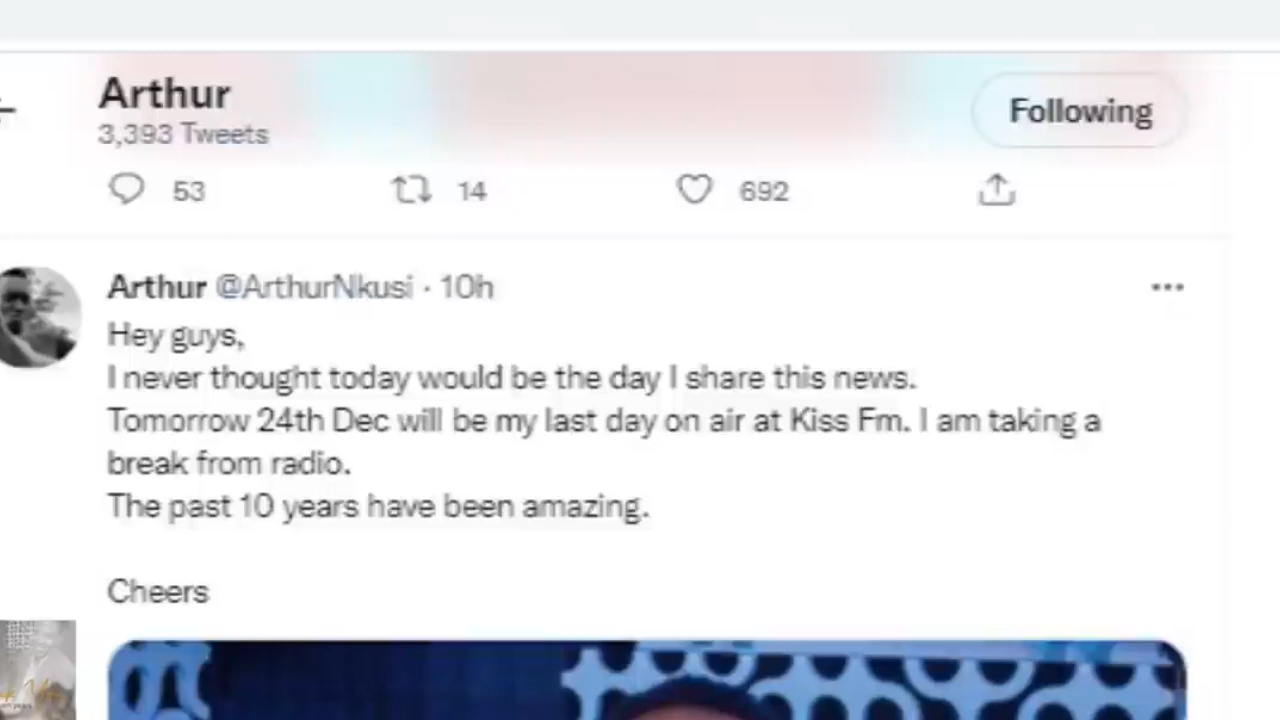 Arthur
3,393 Tweets
Following
53 14 692
Arthur @ArthurNkusi · 10h
Hey guys,
I never thought today would be the day I share this news.
Tomorrow 24th Dec will be my last day on air at Kiss Fm. I am taking a
break from radio.
The past 10 years have been amazing.
Cheers